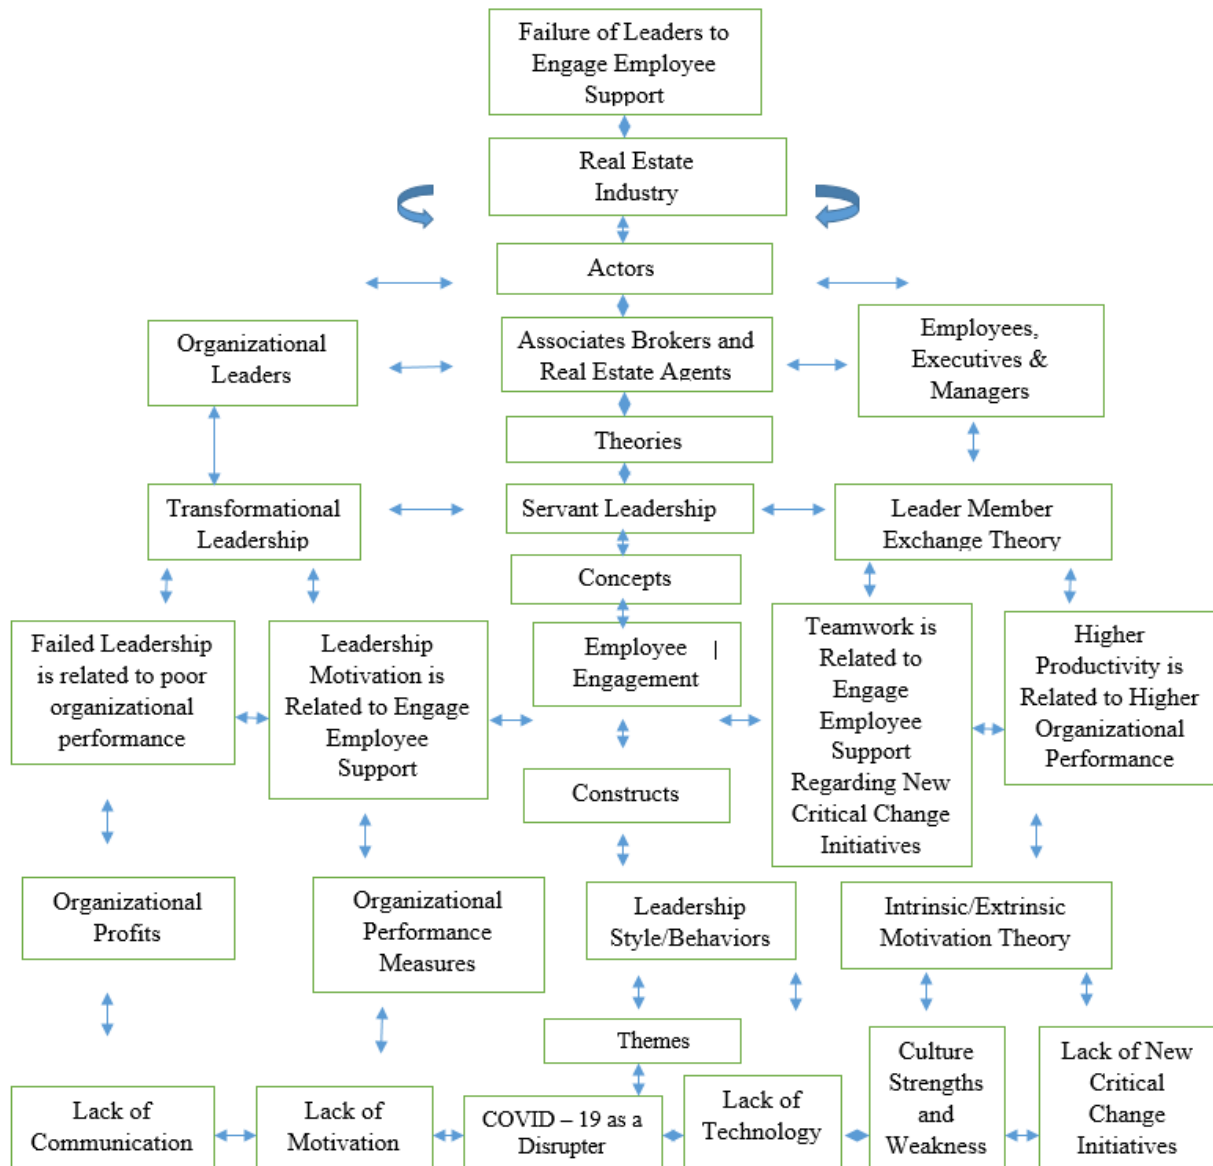 Failure of Leaders to
Engage Employee
Support
Real Estate
Industry
Actors
Organizational
Leaders
Associates Brokers and
Real Estate Agents
Employees,
Executives &
Managers
Theories
Transformational
Leadership
Servant Leadership
Leader Member
Exchange Theory
Concepts
Failed Leadership
is related to poor
organizational
performance
Leadership
Motivation is
Related to Engage
Employee
Support
Employee |
Engagement
Teamwork is
Related to
Engage
Employee
Support
Regarding New
Critical Change
Initiatives
Higher
Productivity is
Related to Higher
Organizational
Performance
Constructs
Organizational
Profits
Organizational
Performance
Measures
Leadership
Style/Behaviors
Intrinsic/Extrinsic
Motivation Theory
Themes
Lack of
Communication
Lack of
Motivation
COVID – 19 as a
Disrupter
Lack of
Technology
Culture
Strengths
and
Weakness
Lack of New
Critical
Change
Initiatives